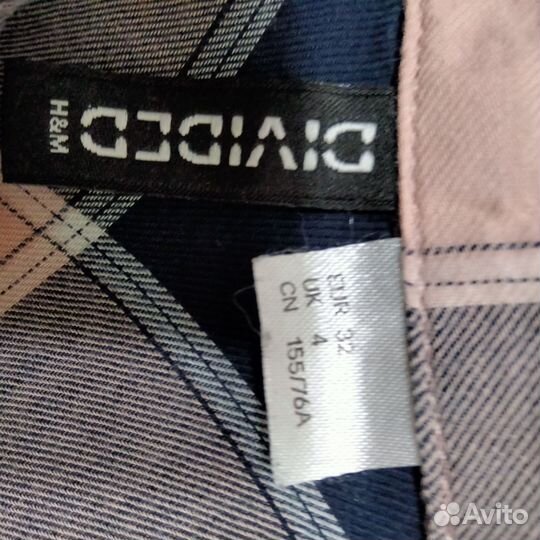 DIVIDED
H&M
EUR 32
UK 4
CN 155/76A
Avito